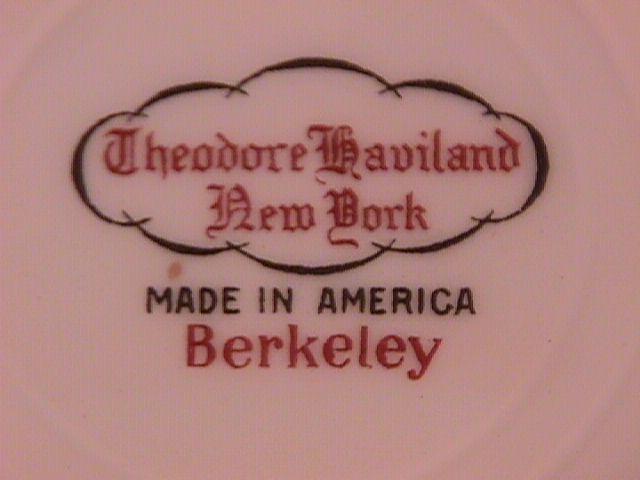 Theodore Haviland
New York
MADE IN AMERICA
Berkeley